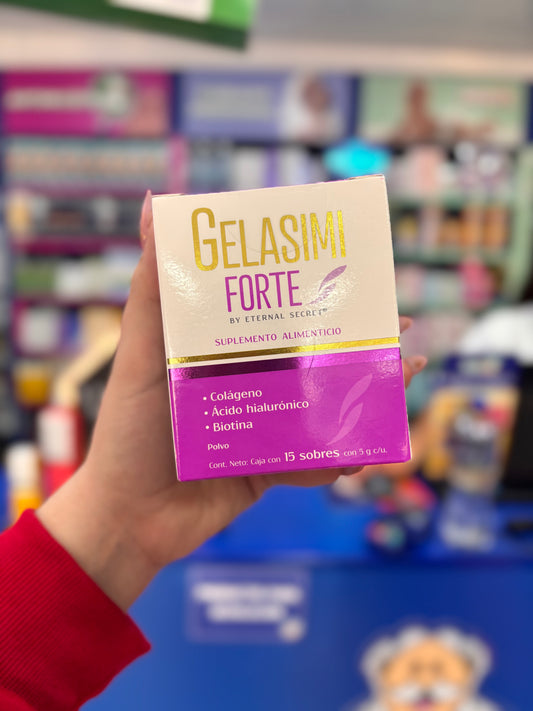 GELASIMI
FORTE
BY ETERNAL SECRET®
SUPLEMENTO ALIMENTICIO
• Colágeno
• Ácido hialurónico
• Biotina
Polvo
Cont. Neto: Caja con 15 sobres con 5 g c/u.